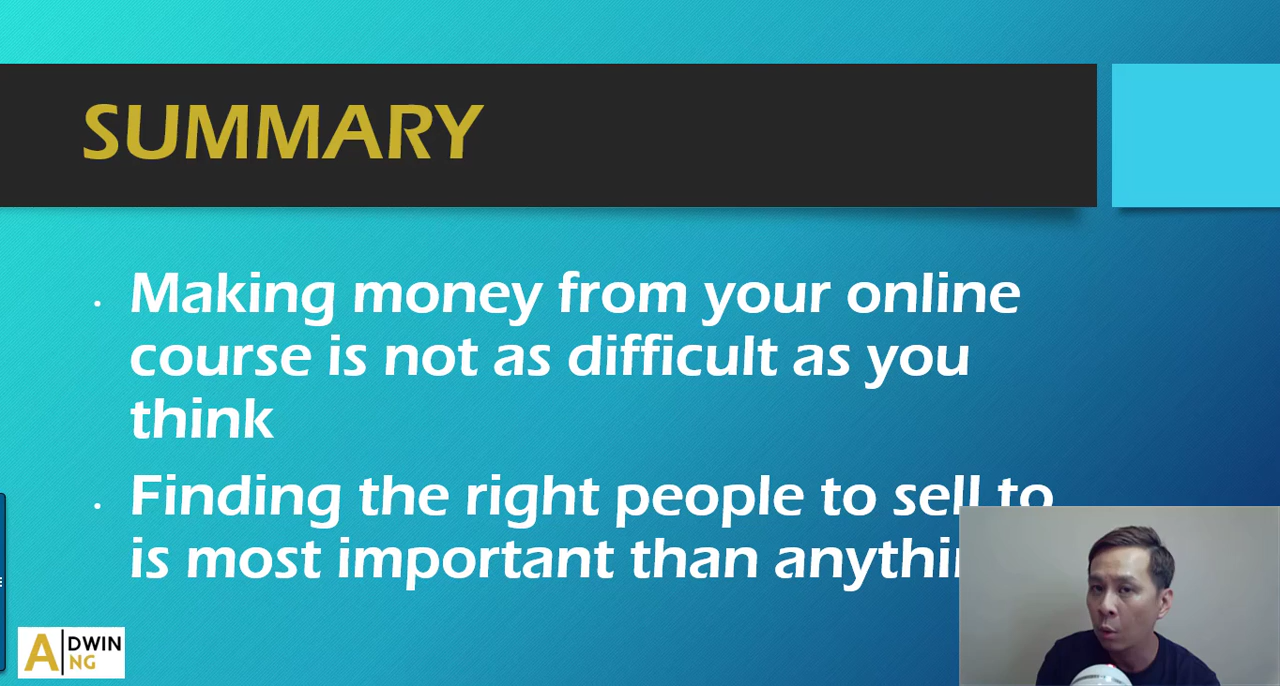 SUMMARY
· Making money from your online
course is not as difficult as you
think
· Finding the right people to sell to
is most important than
ADWIN
NG